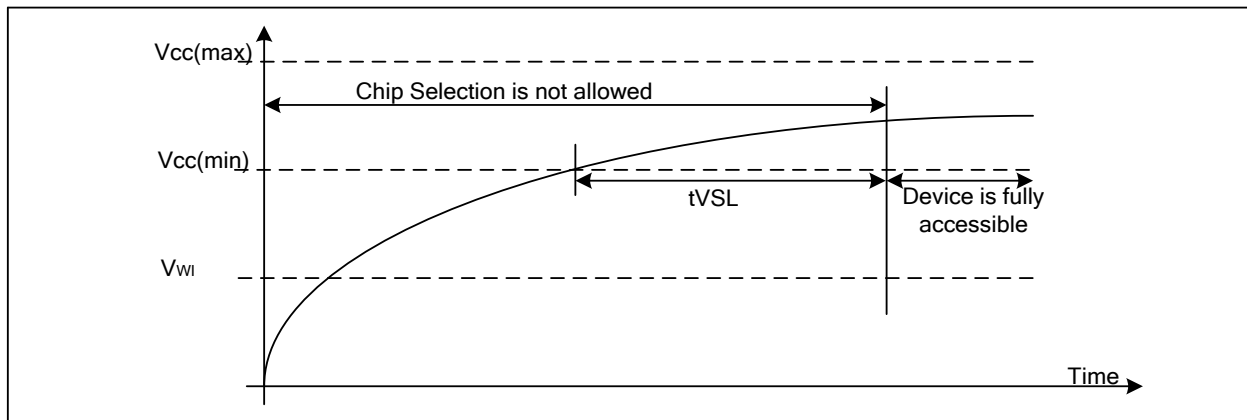 Vcc(max)
Chip Selection is not allowed
Vcc(min)
tVSL
Device is fully
accessible
VWI
Time